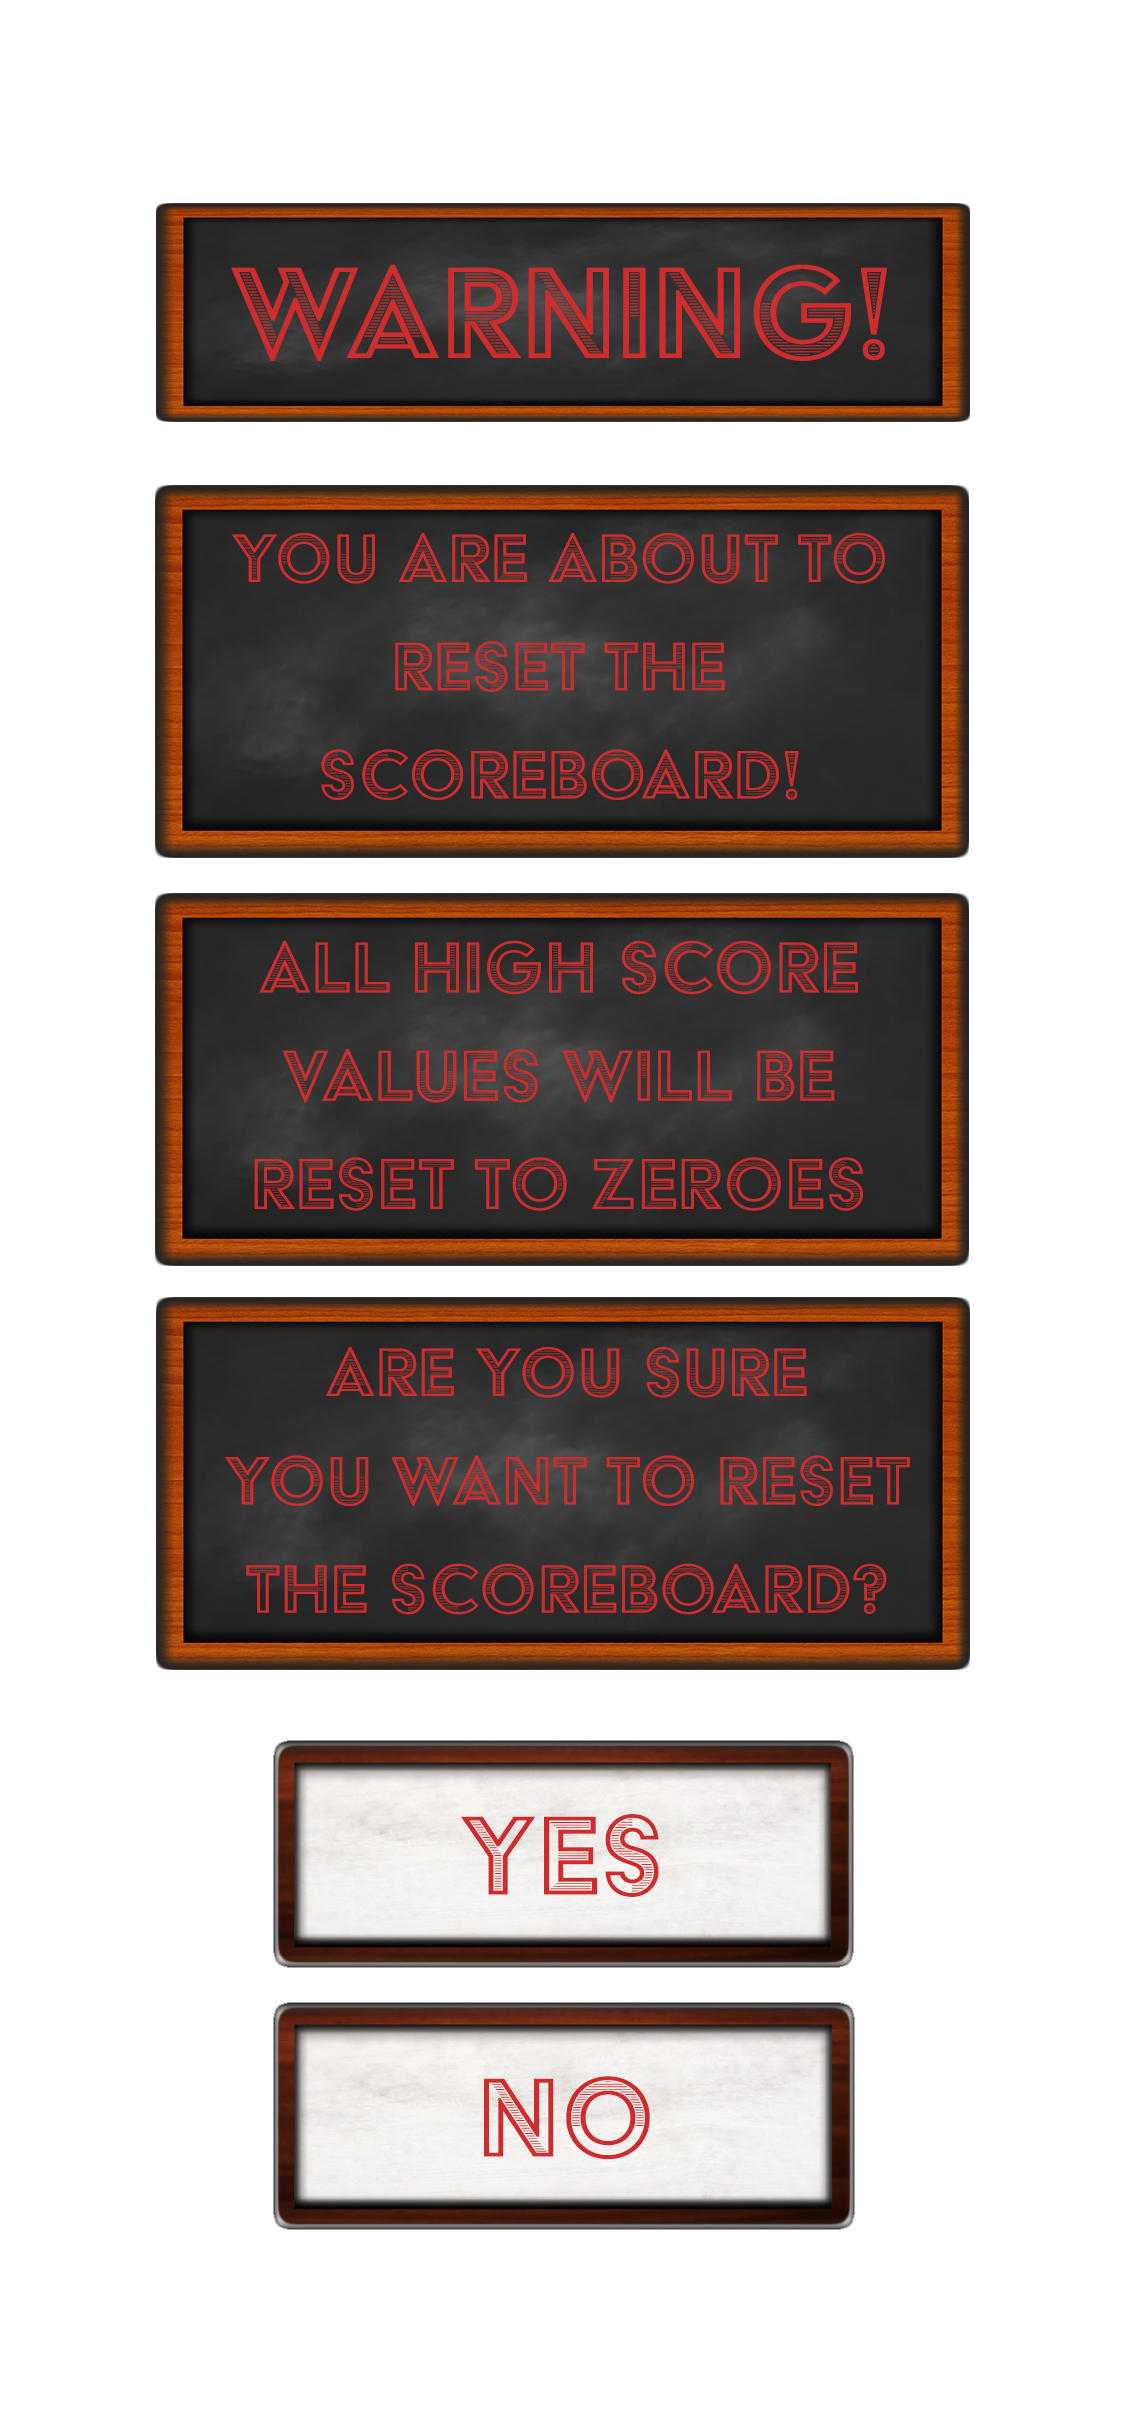 WARNING!
YOU ARE ABOUT TO
RESET THE
SCOREBOARD!
ALL HIGH SCORE
VALUES WILL BE
RESET TO ZEROES
ARE YOU SURE
YOU WANT TO RESET
THE SCOREBOARD?
YES
NO